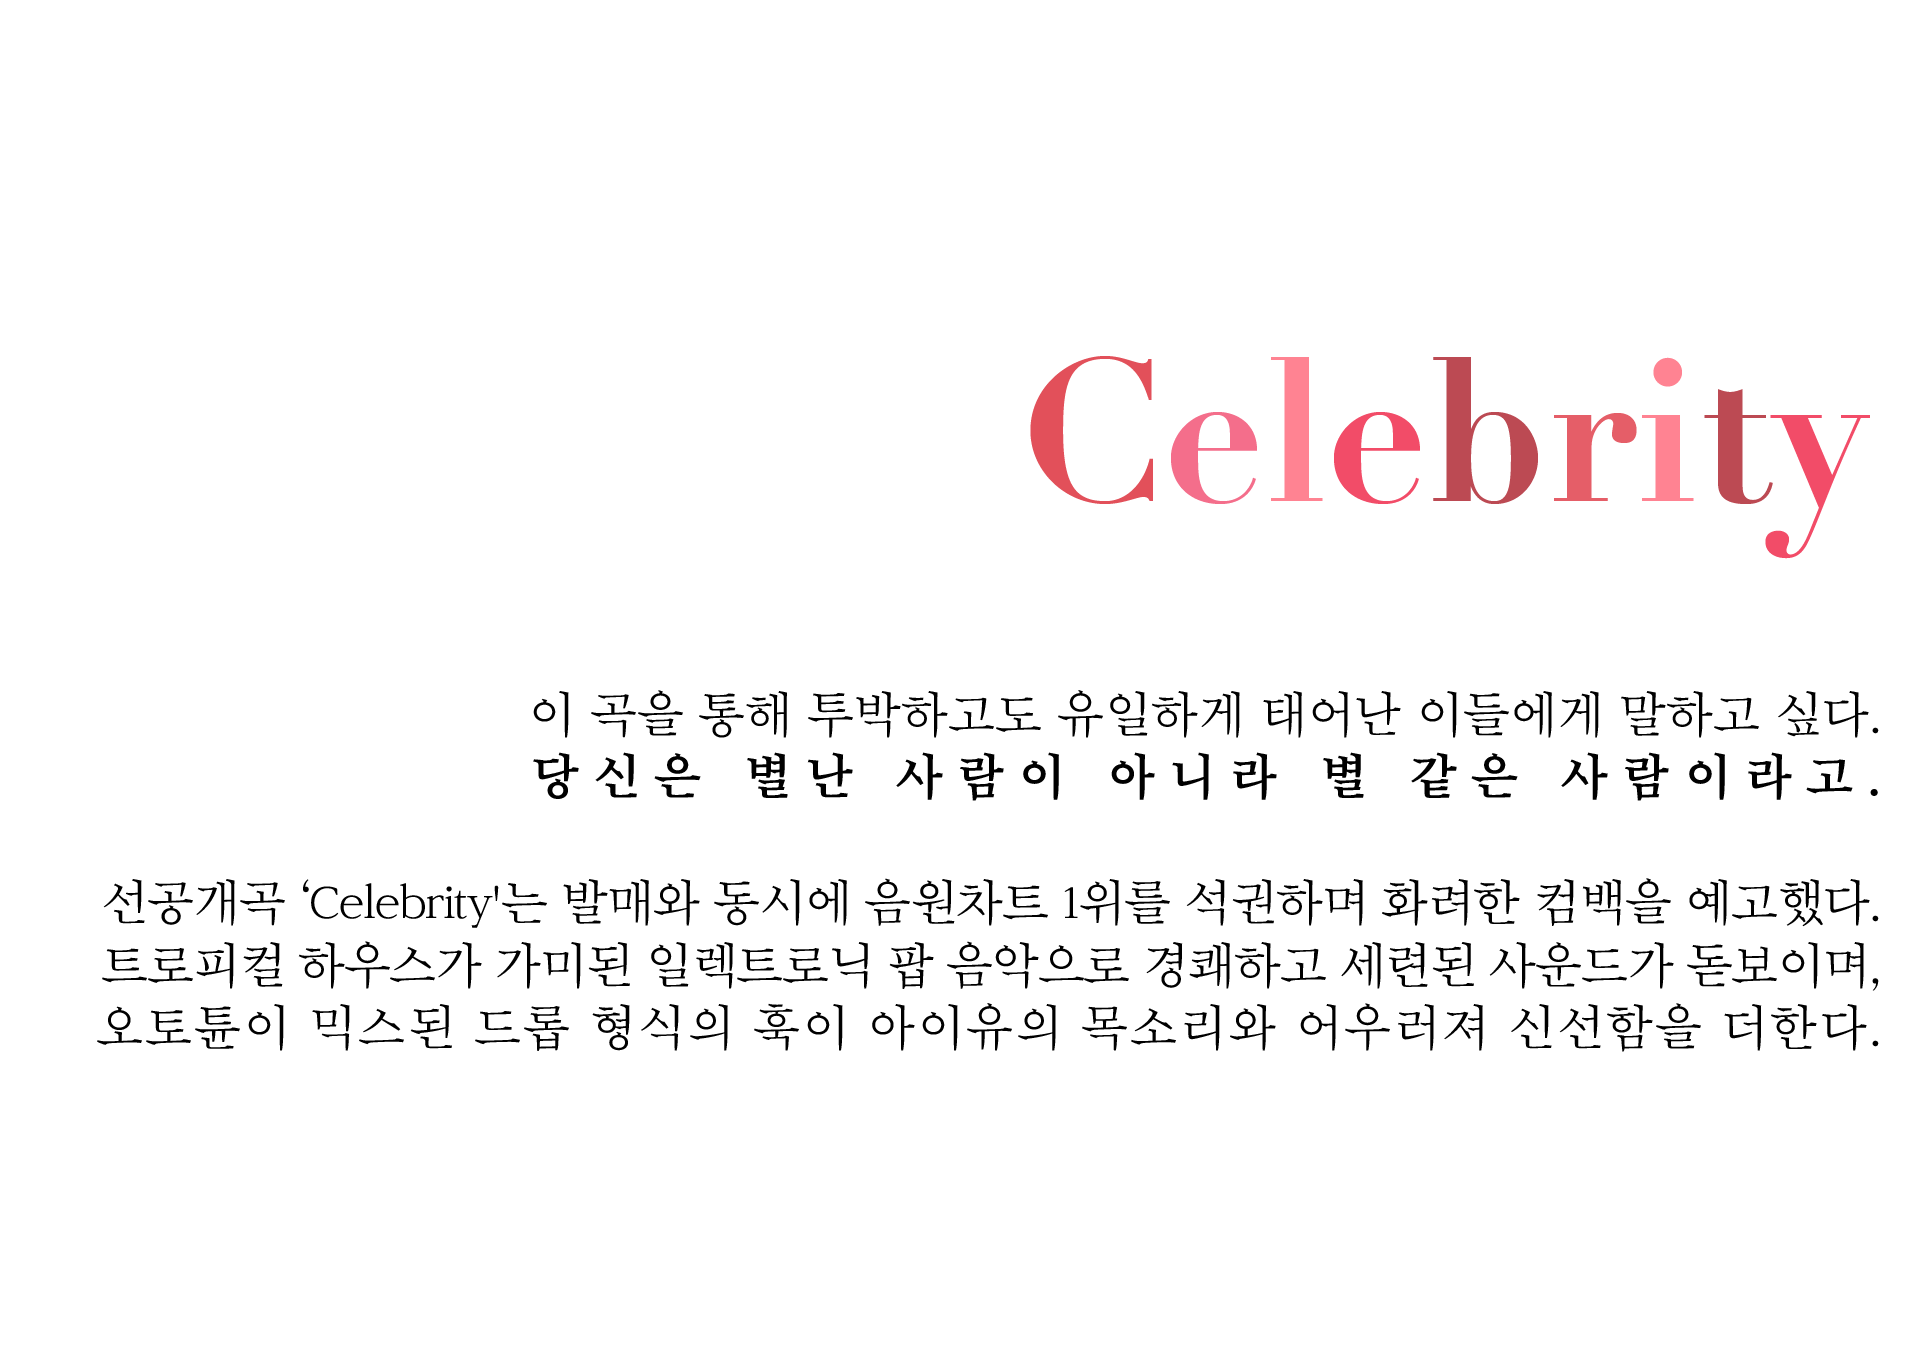 Celebrity
이 곡을 통해 투박하고도 유일하게 태어난 이들에게 말하고 싶다.
당신은 별난 사람이 아니라 별 같은 사람이라고.
선공개곡 ‘Celebrity'는 발매와 동시에 음원차트 1위를 석권하며 화려한 컴백을 예고했다.
트로피컬 하우스가 가미된 일렉트로닉 팝 음악으로 경쾌하고 세련된 사운드가 돋보이며,
오토튠이 믹스된 드롭 형식의 훅이 아이유의 목소리와 어우러져 신선함을 더한다.